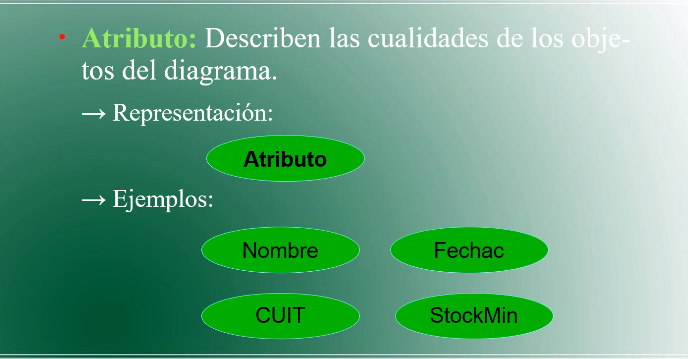 • Atributo: Describen las cualidades de los obje-
tos del diagrama.
→ Representación:
Atributo
→ Ejemplos:
Nombre Fechac
CUIT StockMin